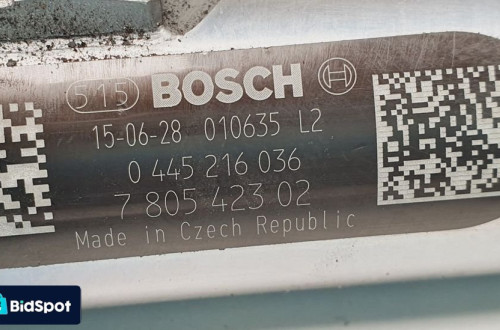 515 BOSCH
15-06-28 010635 L2
0 445 216 036
7 805 423 02
Made in Czech Republic
BidSpot